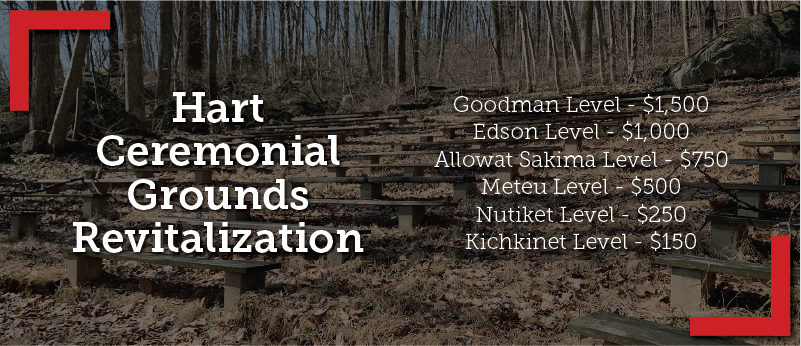 Hart
Ceremonial
Grounds
Revitalization
Goodman Level - $1,500
Edson Level - $1,000
Allowat Sakima Level - $750
Meteu Level - $500
Nutiket Level - $250
Kichkinet Level - $150